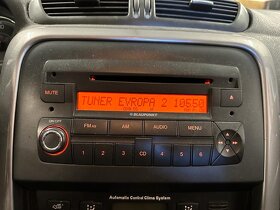 MUTE
TUNER EVROPA 2 10550
ON/OFF
BLAUPUNKT
FM AS
AM
AUDIO
MENU
1
2
3
CD
4
5
6
Automatic Control Clima System